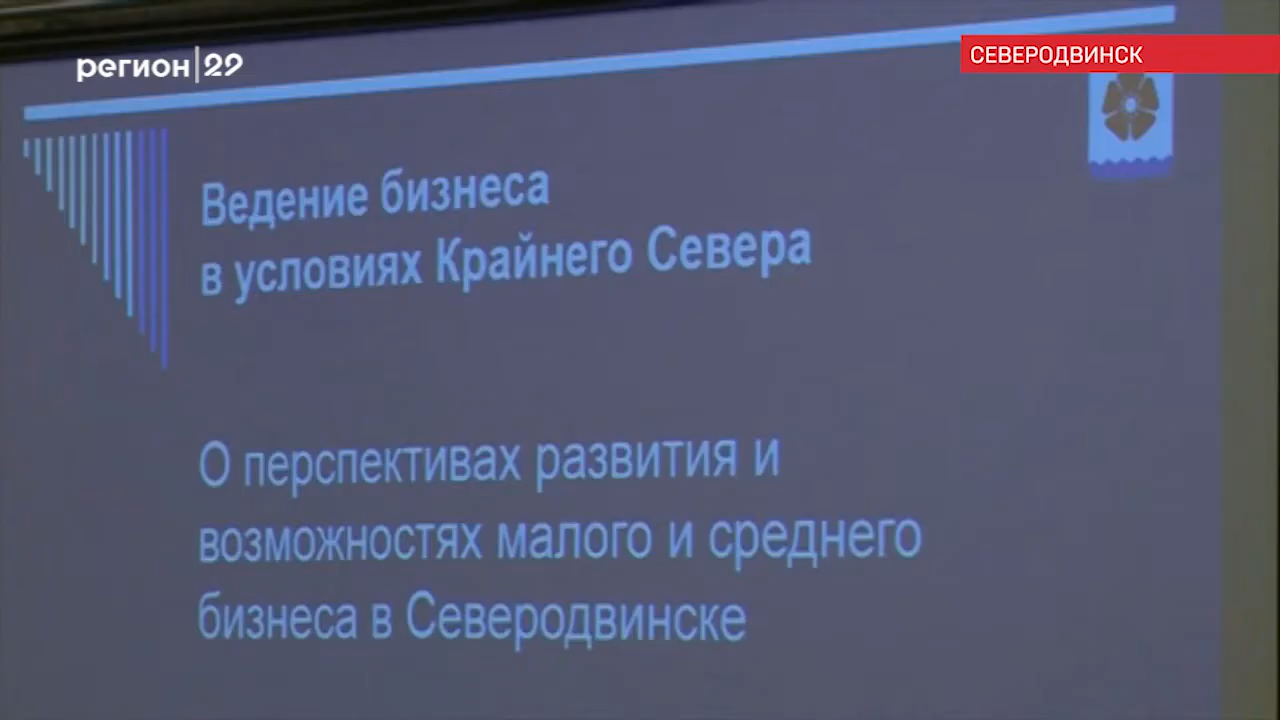 регион|29
СЕВЕРОДВИНСК
Ведение бизнеса
в условиях Крайнего Севера
О перспективах развития и
возможностях малого и среднего
бизнеса в Северодвинске